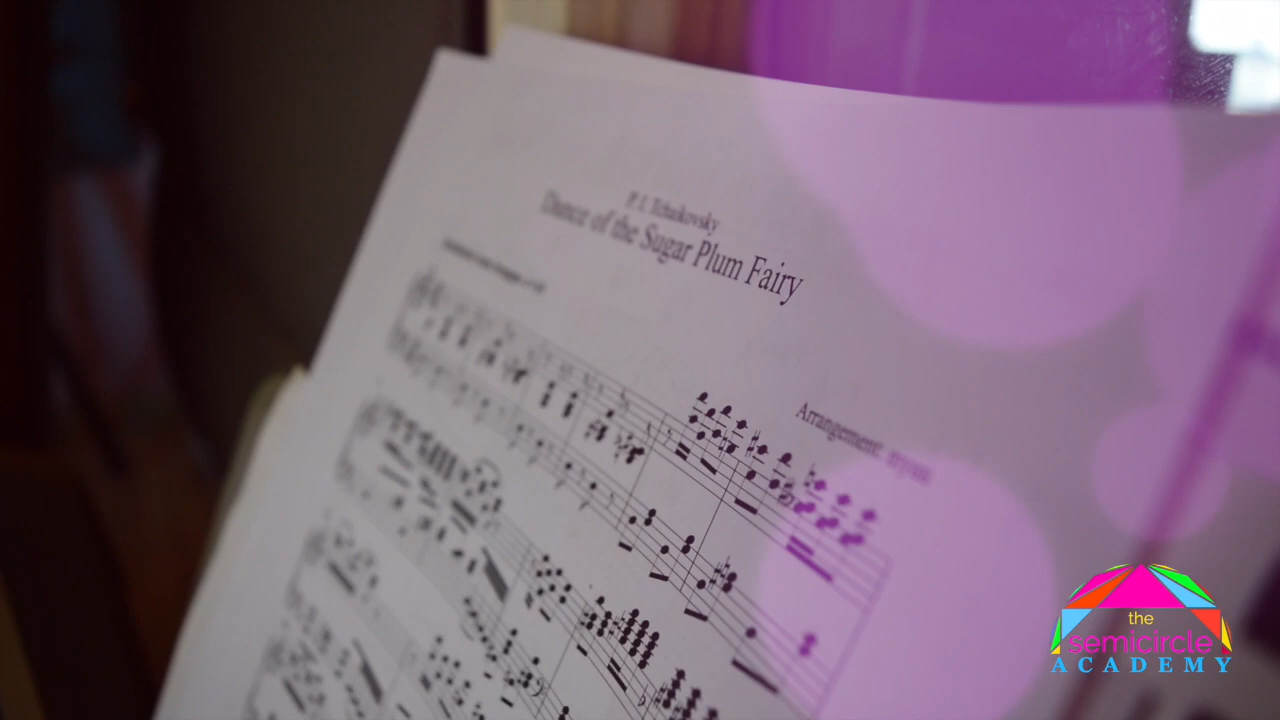 P. I. Tchaikovsky
Dance of the Sugar Plum Fairy
Arrangement:
the
semicircle
ACADEMY